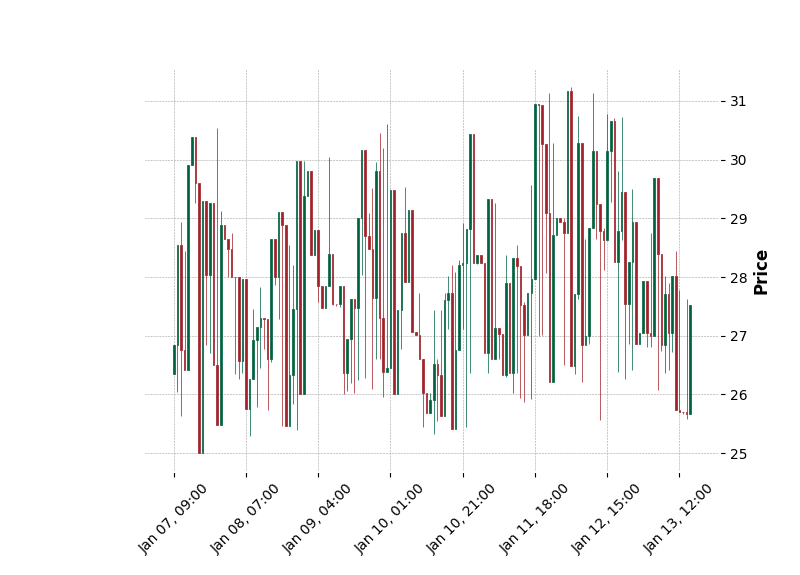 31
30
29
28
27
26
25
Price
Jan 07, 09:00
Jan 08, 07:00
Jan 09, 04:00
Jan 10, 01:00
Jan 10, 21:00
Jan 11, 18:00
Jan 12, 15:00
Jan 13, 12:00